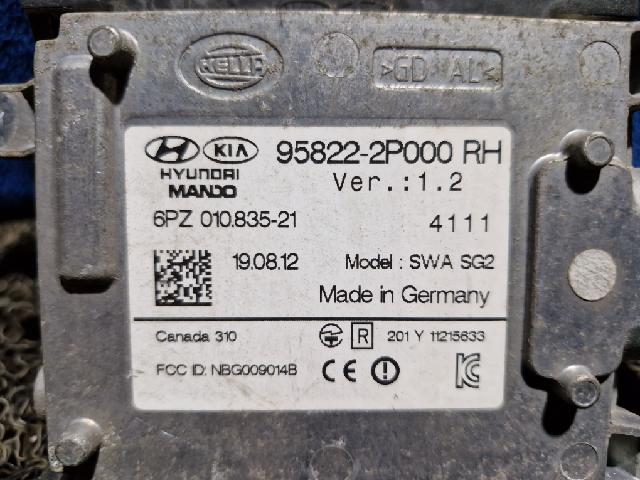 HELLA
>GD AL<
HYUNDAI KIA 95822-2P000 RH
MANDO Ver.:1.2
6PZ 010.835-21 4111
19.08.12 Model : SWA SG2
Made in Germany
Canada 310 R 201 Y 11215633
FCC ID: NBG009014B CE